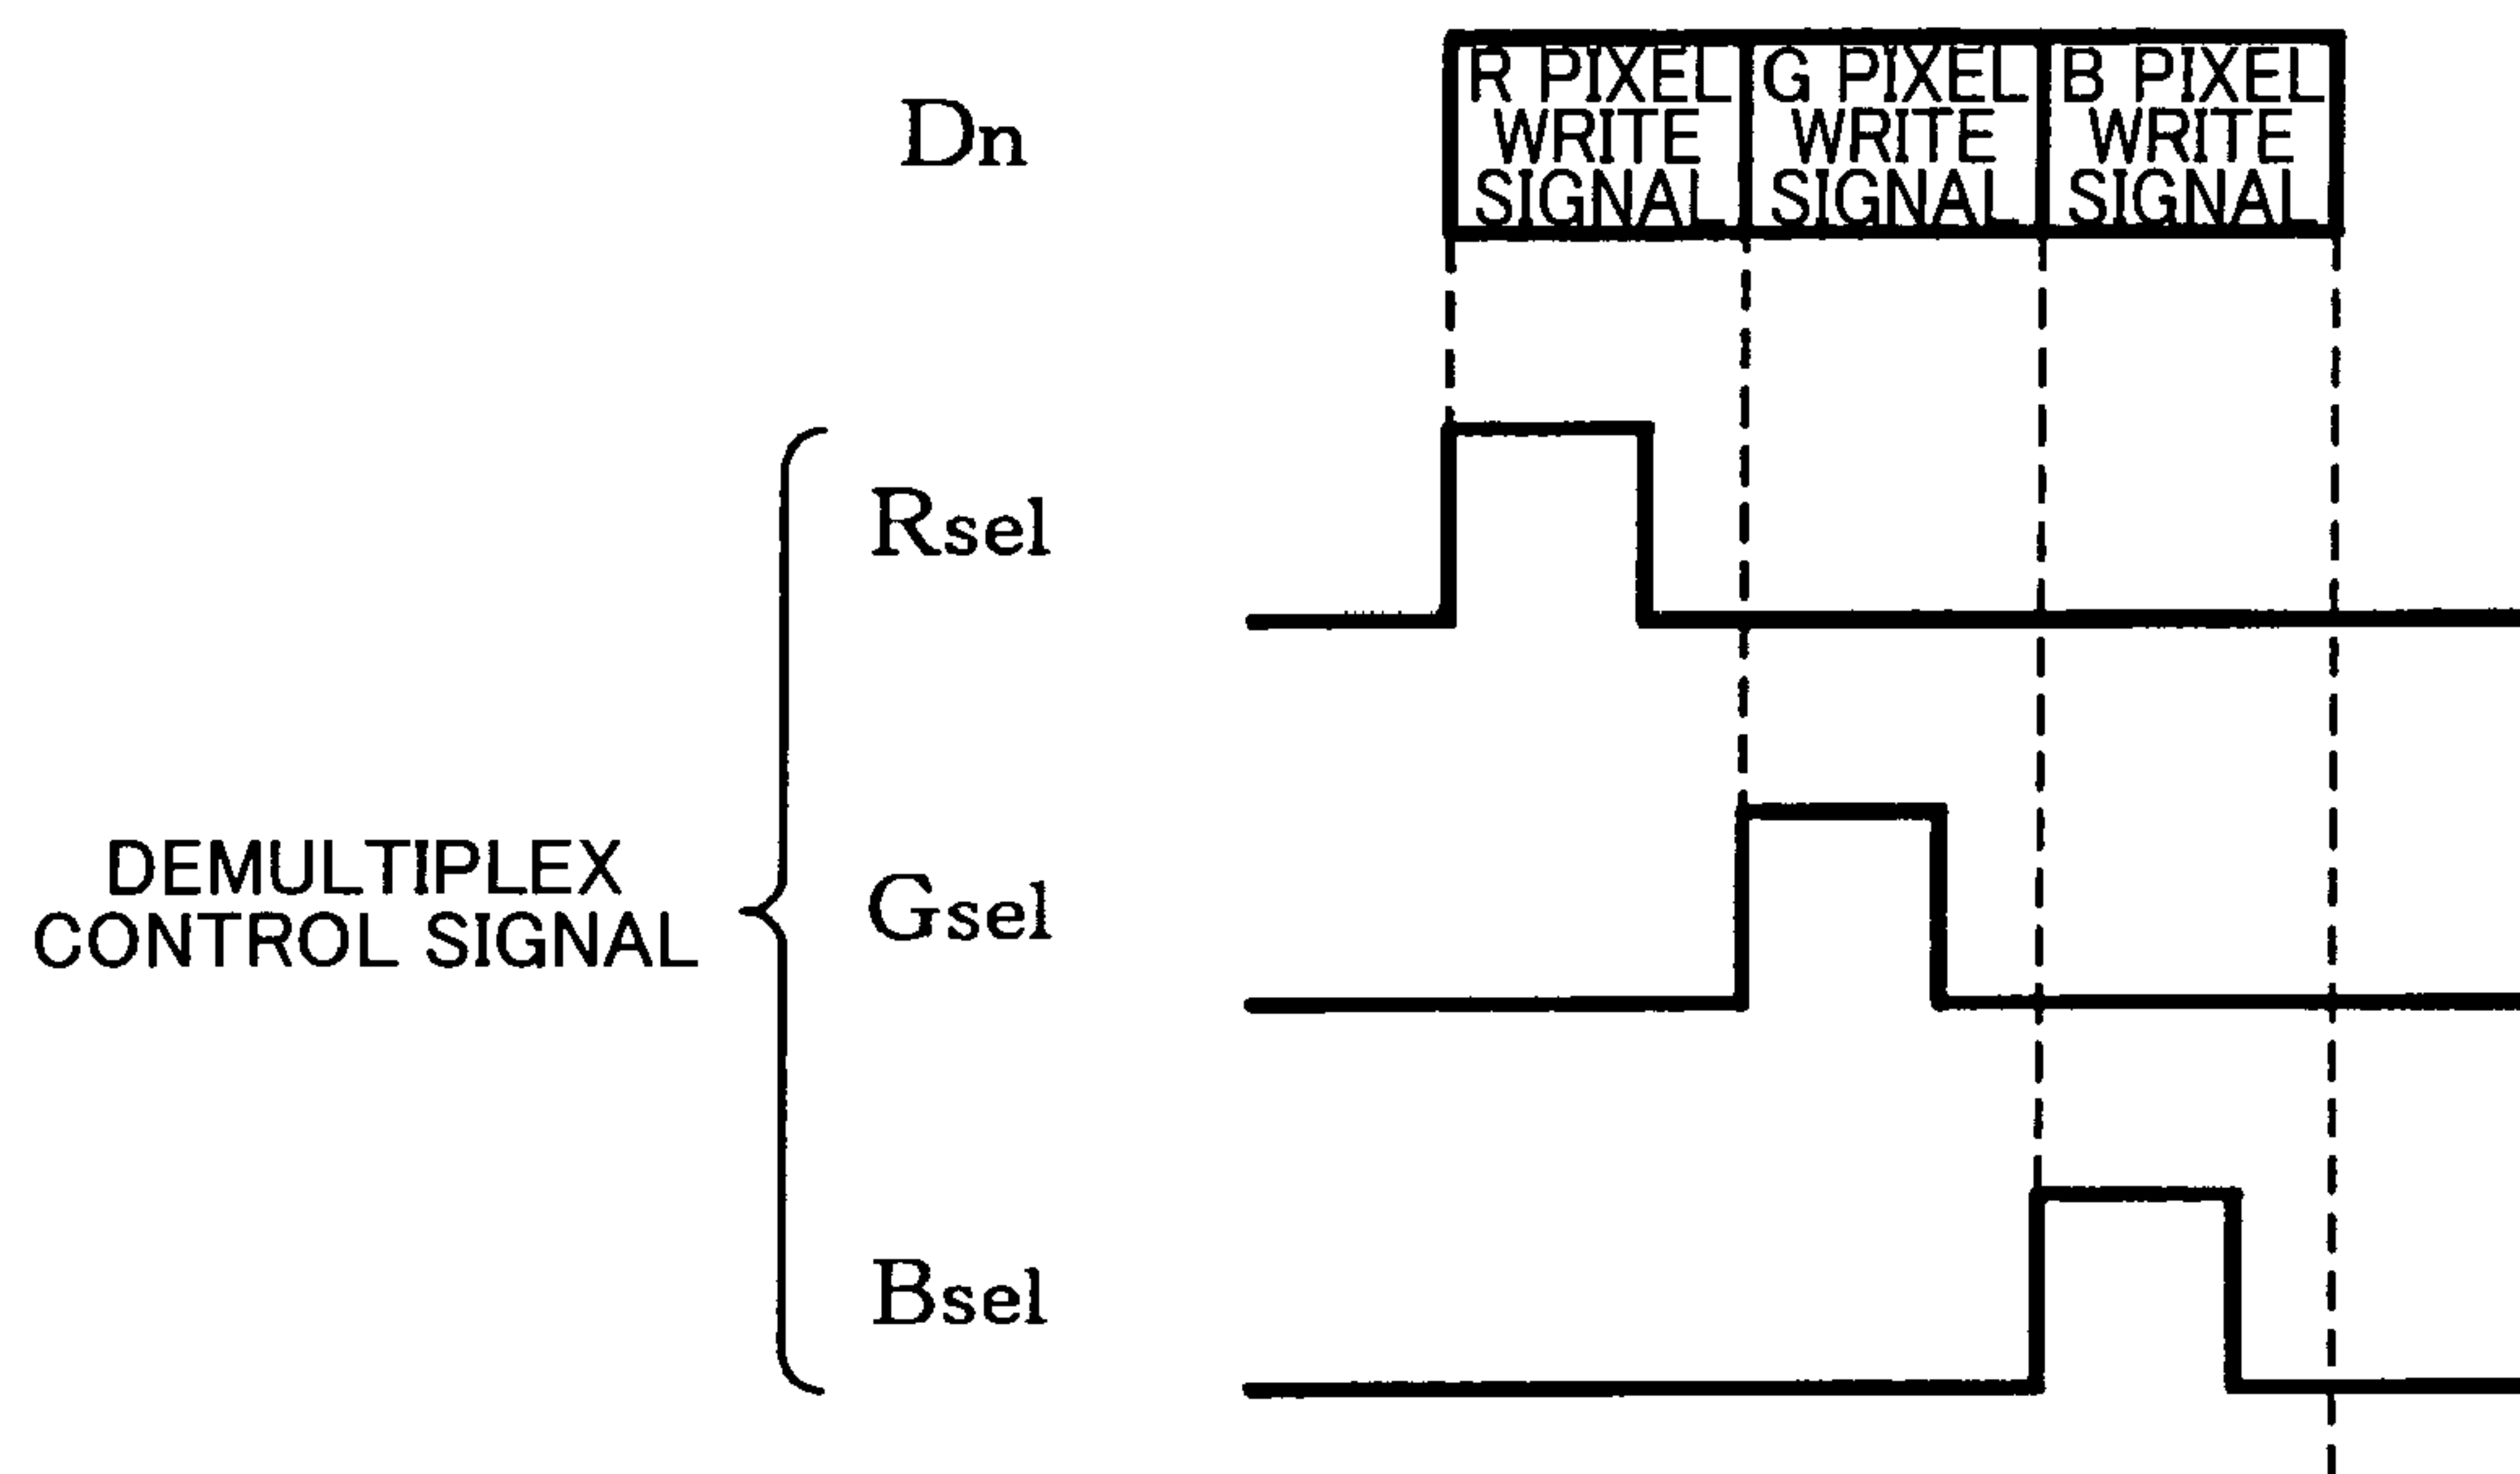 Dn
R PIXEL
WRITE
SIGNAL
G PIXEL
WRITE
SIGNAL
B PIXEL
WRITE
SIGNAL
DEMULTIPLEX
CONTROL SIGNAL
Rsel
Gsel
Bsel